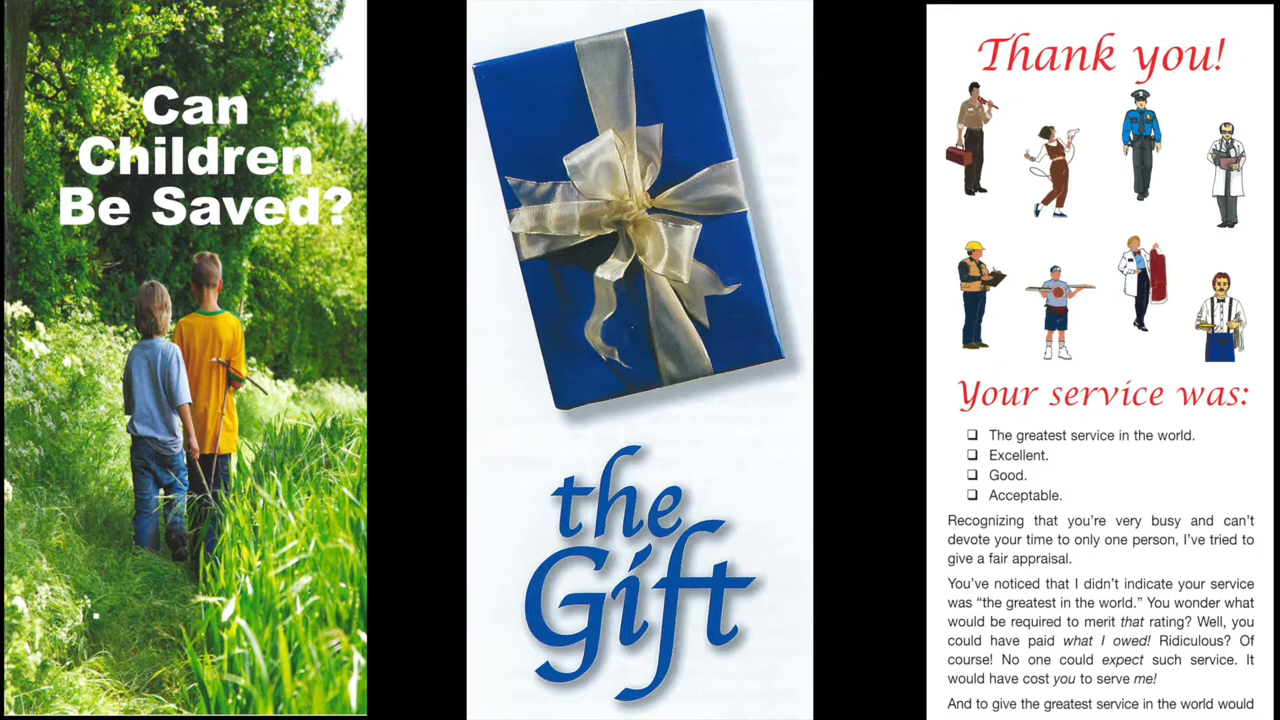 Can
Children
Be Saved?
the
Gift
Thank you!
Your service was:
❑ The greatest service in the world.
❑ Excellent.
❑ Good.
❑ Acceptable.
Recognizing that you're very busy and can't
devote your time to only one person, I've tried to
give a fair appraisal.
You've noticed that I didn't indicate your service
was “the greatest in the world.” You wonder what
would be required to merit that rating? Well, you
could have paid what I owed! Ridiculous? Of
course! No one could expect such service. It
would have cost you to serve me!
And to give the greatest service in the world would